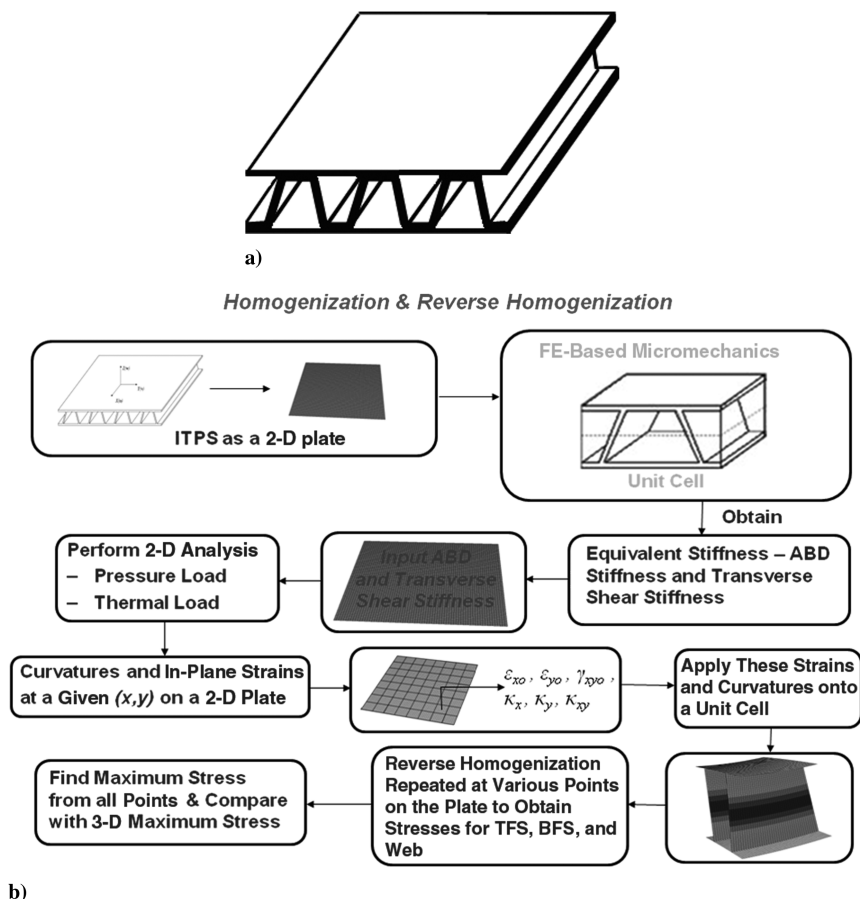 a)
Homogenization & Reverse Homogenization
ITPS as a 2-D plate
FE-Based Micromechanics
Unit Cell
Obtain
Perform 2-D Analysis
– Pressure Load
– Thermal Load
Input ABD
and Transverse
Shear Stiffness
Equivalent Stiffness – ABD
Stiffness and Transverse
Shear Stiffness
Curvatures and In-Plane Strains
at a Given (x,y) on a 2-D Plate
εxo , εyo , γxyo ,
κx , κy , κxy
Apply These Strains
and Curvatures onto
a Unit Cell
Find Maximum Stress
from all Points & Compare
with 3-D Maximum Stress
Reverse Homogenization
Repeated at Various Points
on the Plate to Obtain
Stresses for TFS, BFS, and
Web
b)